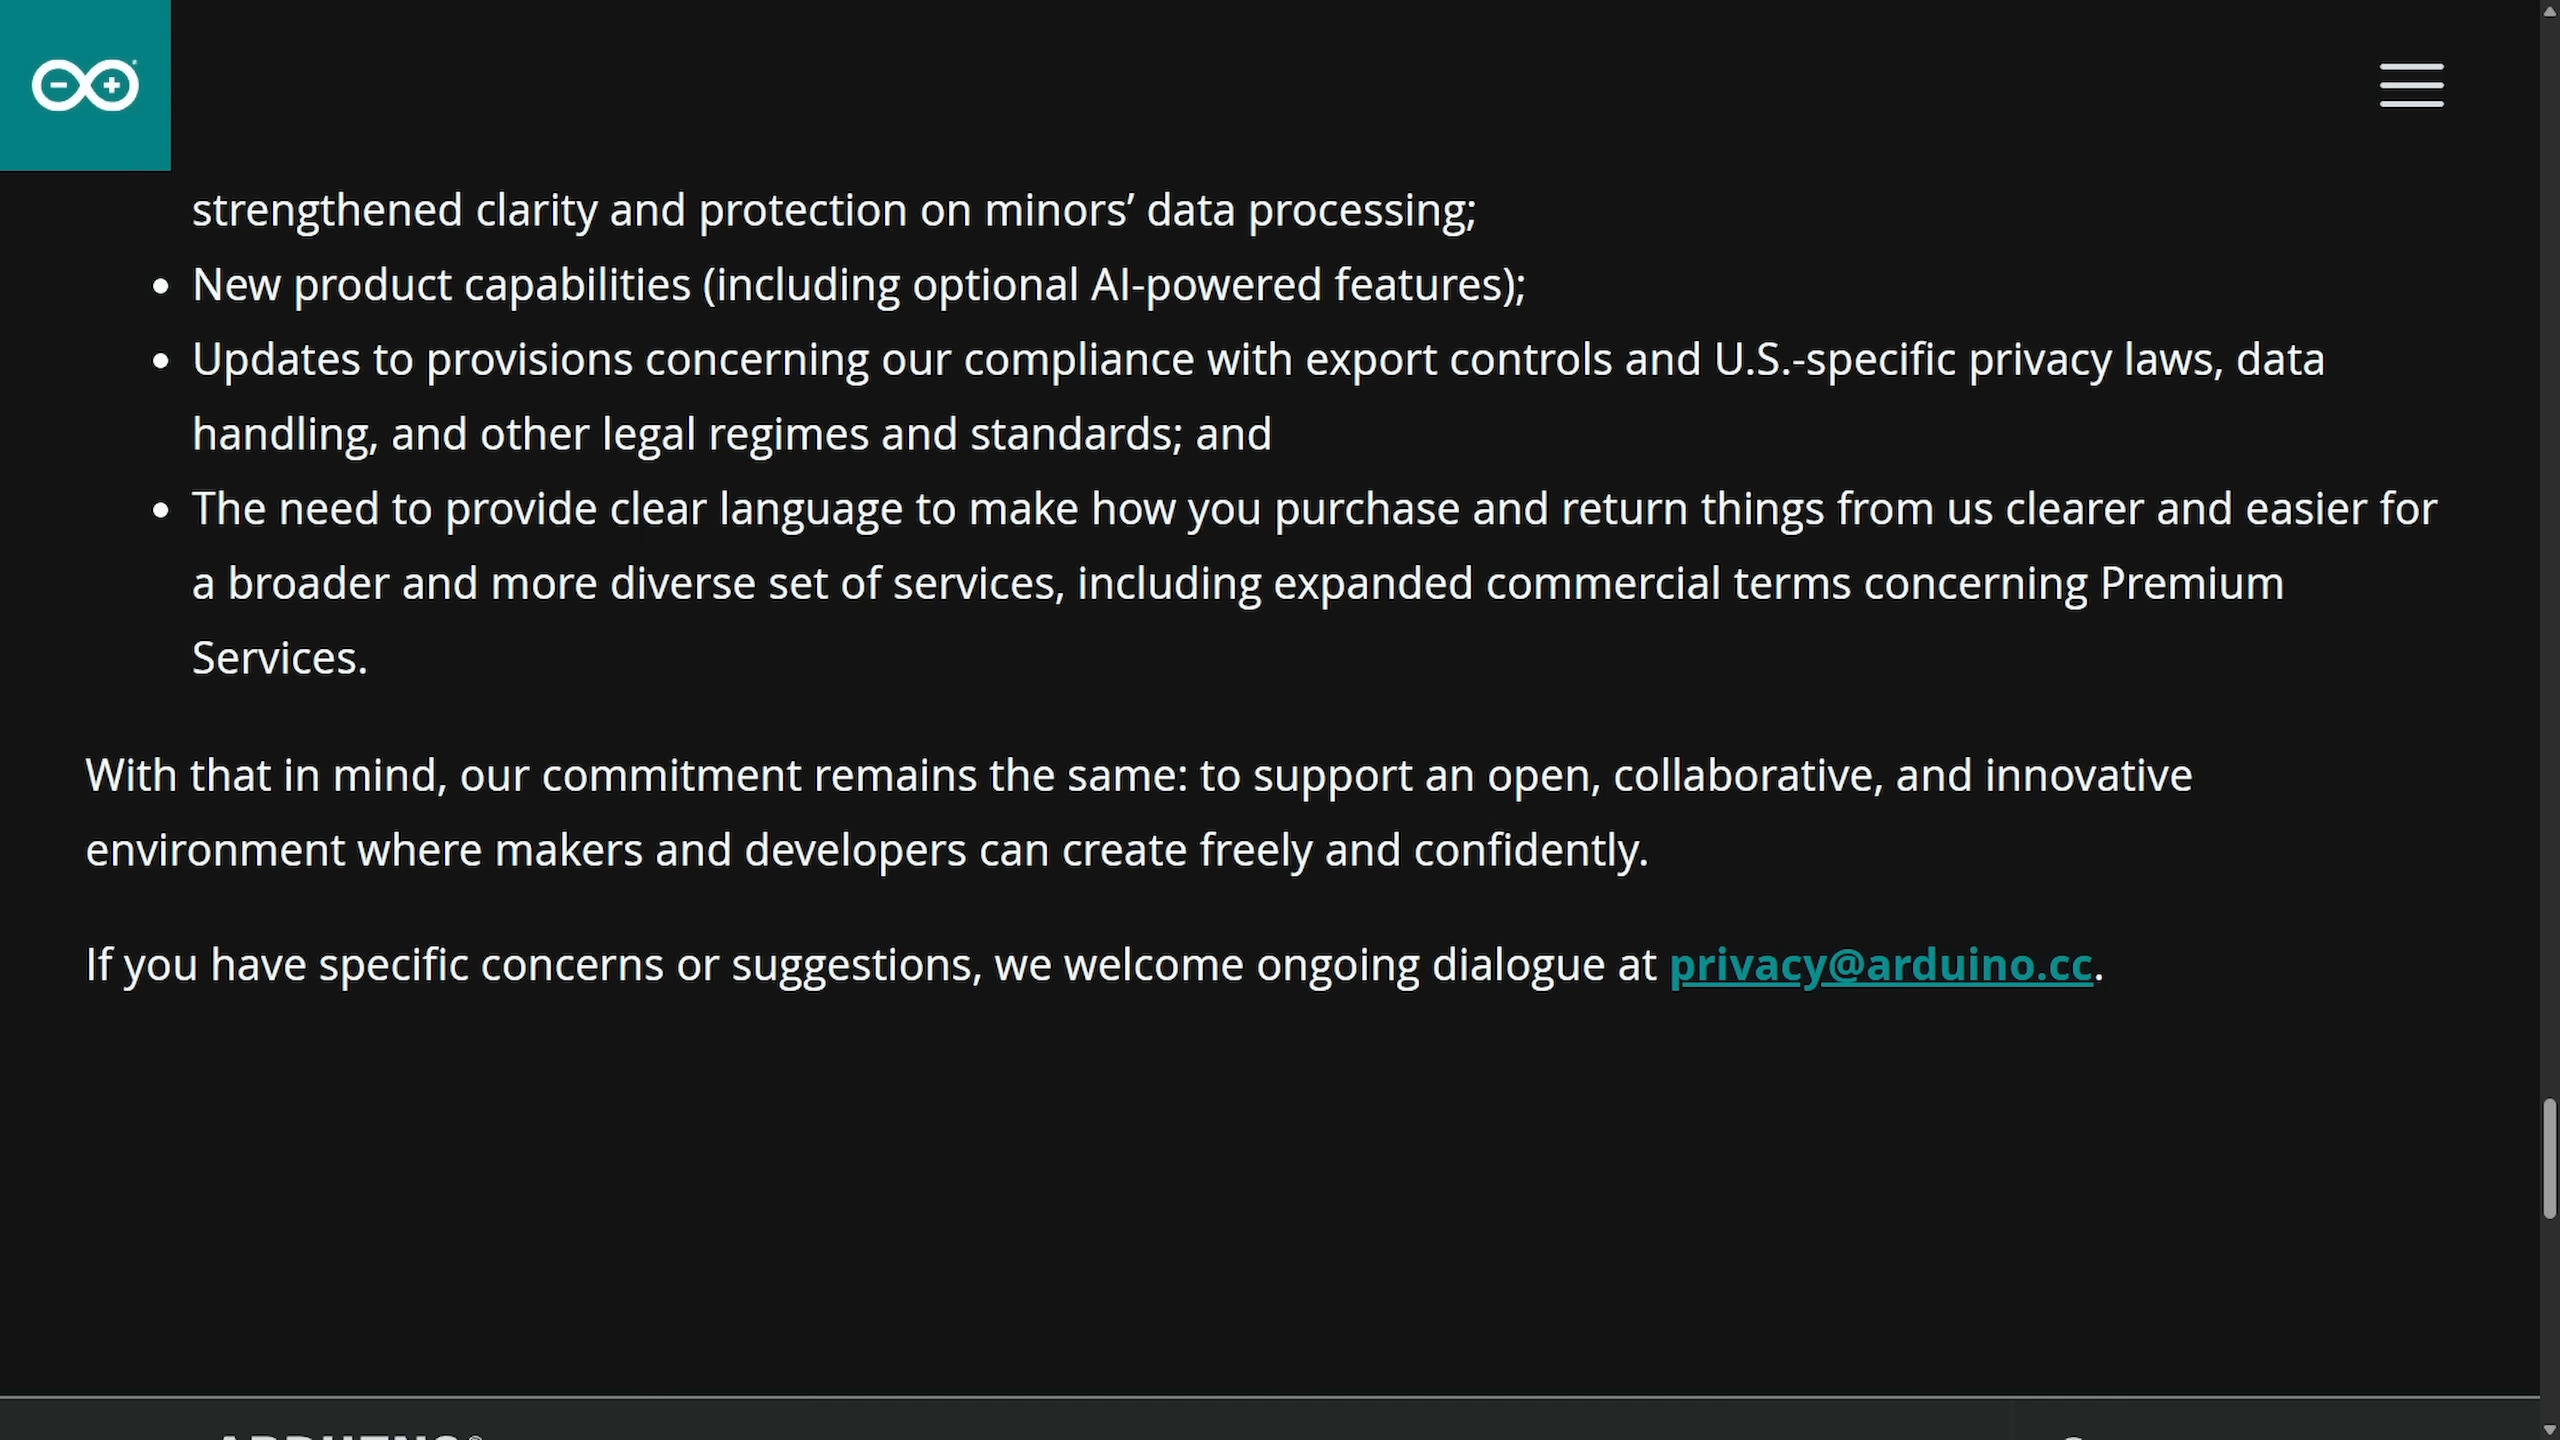 strengthened clarity and protection on minors’ data processing;
• New product capabilities (including optional AI-powered features);
• Updates to provisions concerning our compliance with export controls and U.S.-specific privacy laws, data
handling, and other legal regimes and standards; and
• The need to provide clear language to make how you purchase and return things from us clearer and easier for
a broader and more diverse set of services, including expanded commercial terms concerning Premium
Services.
With that in mind, our commitment remains the same: to support an open, collaborative, and innovative
environment where makers and developers can create freely and confidently.
If you have specific concerns or suggestions, we welcome ongoing dialogue at privacy@arduino.cc.